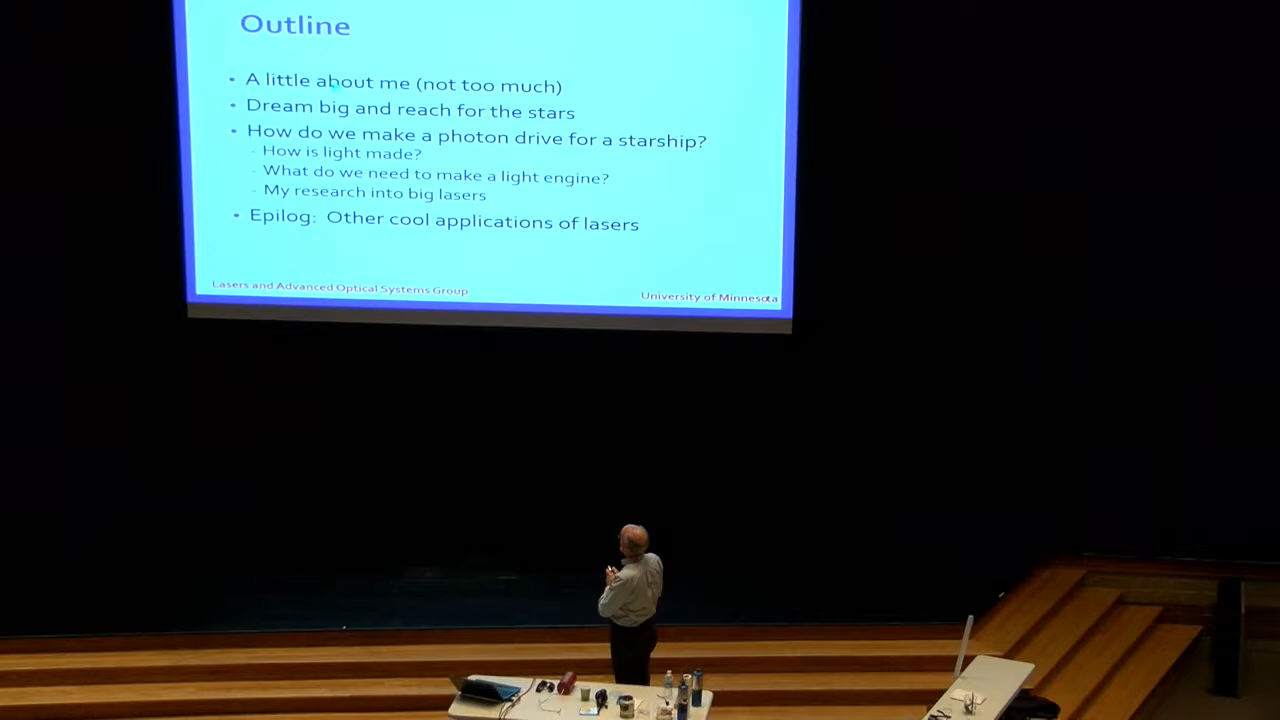 Outline
• A little about me (not too much)
• Dream big and reach for the stars
• How do we make a photon drive for a starship?
- How is light made?
- What do we need to make a light engine?
- My research into big lasers
• Epilog: Other cool applications of lasers
Lasers and Advanced Optical Systems Group
University of Minnesota